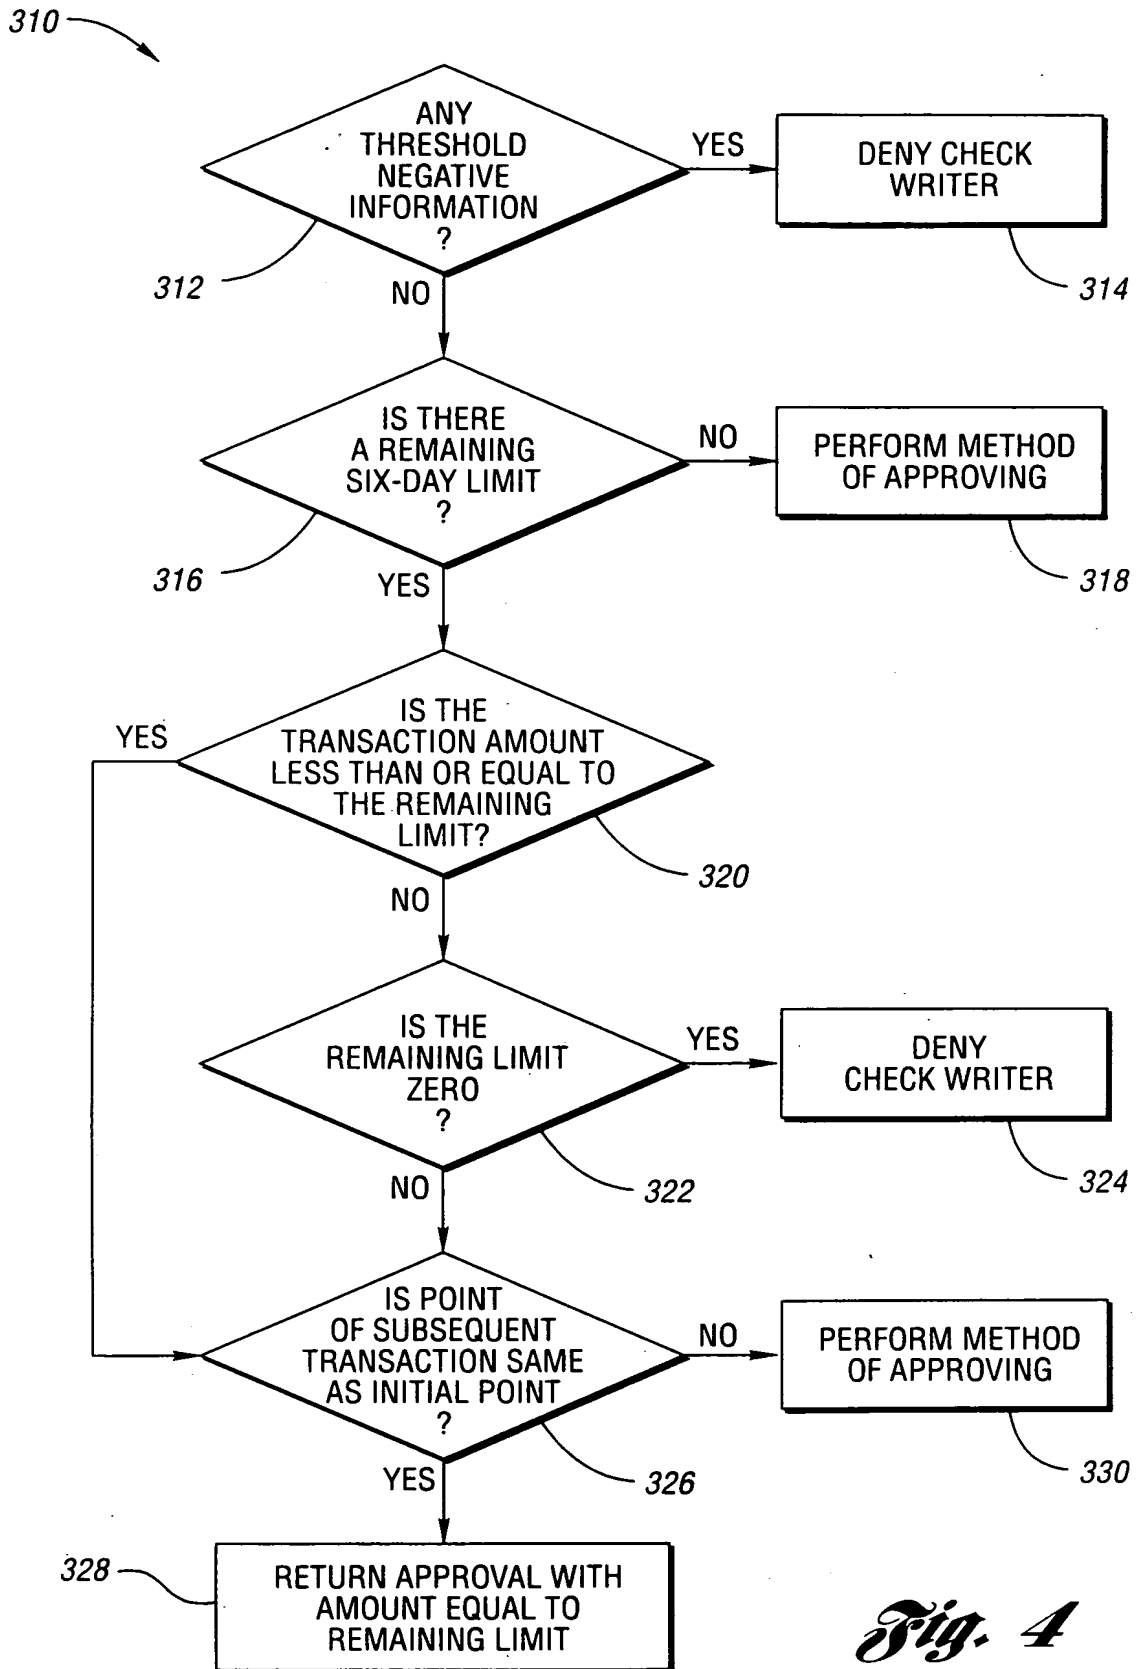 310
ANY
THRESHOLD
NEGATIVE
INFORMATION
?
YES
DENY CHECK
WRITER
312
314
NO
IS THERE
A REMAINING
SIX-DAY LIMIT
?
NO
PERFORM METHOD
OF APPROVING
316
318
YES
IS THE
TRANSACTION AMOUNT
LESS THAN OR EQUAL TO
THE REMAINING
LIMIT?
YES
320
NO
IS THE
REMAINING LIMIT
ZERO
?
YES
DENY
CHECK WRITER
322
324
NO
IS POINT
OF SUBSEQUENT
TRANSACTION SAME
AS INITIAL POINT
?
NO
PERFORM METHOD
OF APPROVING
326
330
YES
328
RETURN APPROVAL WITH
AMOUNT EQUAL TO
REMAINING LIMIT
Fig. 4